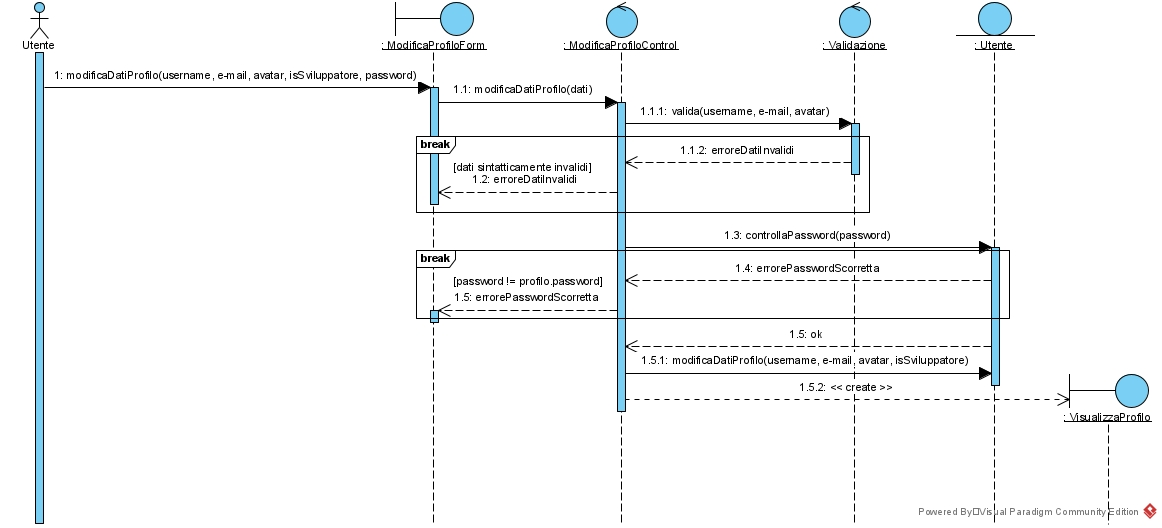 Utente
: ModificaProfiloForm
: ModificaProfiloControl
: Validazione
: Utente
1: modificaDatiProfilo(username, e-mail, avatar, isSviluppatore, password)
1.1: modificaDatiProfilo(dati)
1.1.1: valida(username, e-mail, avatar)
break
1.1.2: erroreDatiInvalidi
[dati sintatticamente invalidi]
1.2: erroreDatiInvalidi
1.3: controllaPassword(password)
break
1.4: errorePasswordScorretta
[password != profilo.password]
1.5: errorePasswordScorretta
1.5: ok
1.5.1: modificaDatiProfilo(username, e-mail, avatar, isSviluppatore)
1.5.2: << create >>
: VisualizzaProfilo
Powered By Visual Paradigm Community Edition